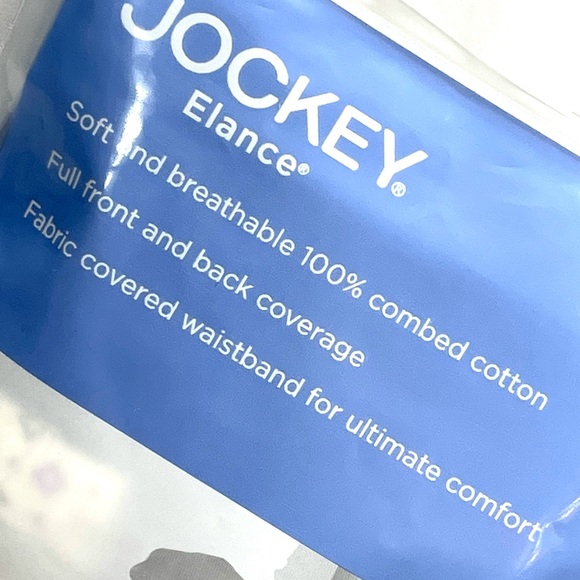 JOCKEY®
Elance®
Soft and breathable 100% combed cotton
Full front and back coverage
Fabric covered waistband for ultimate comfort